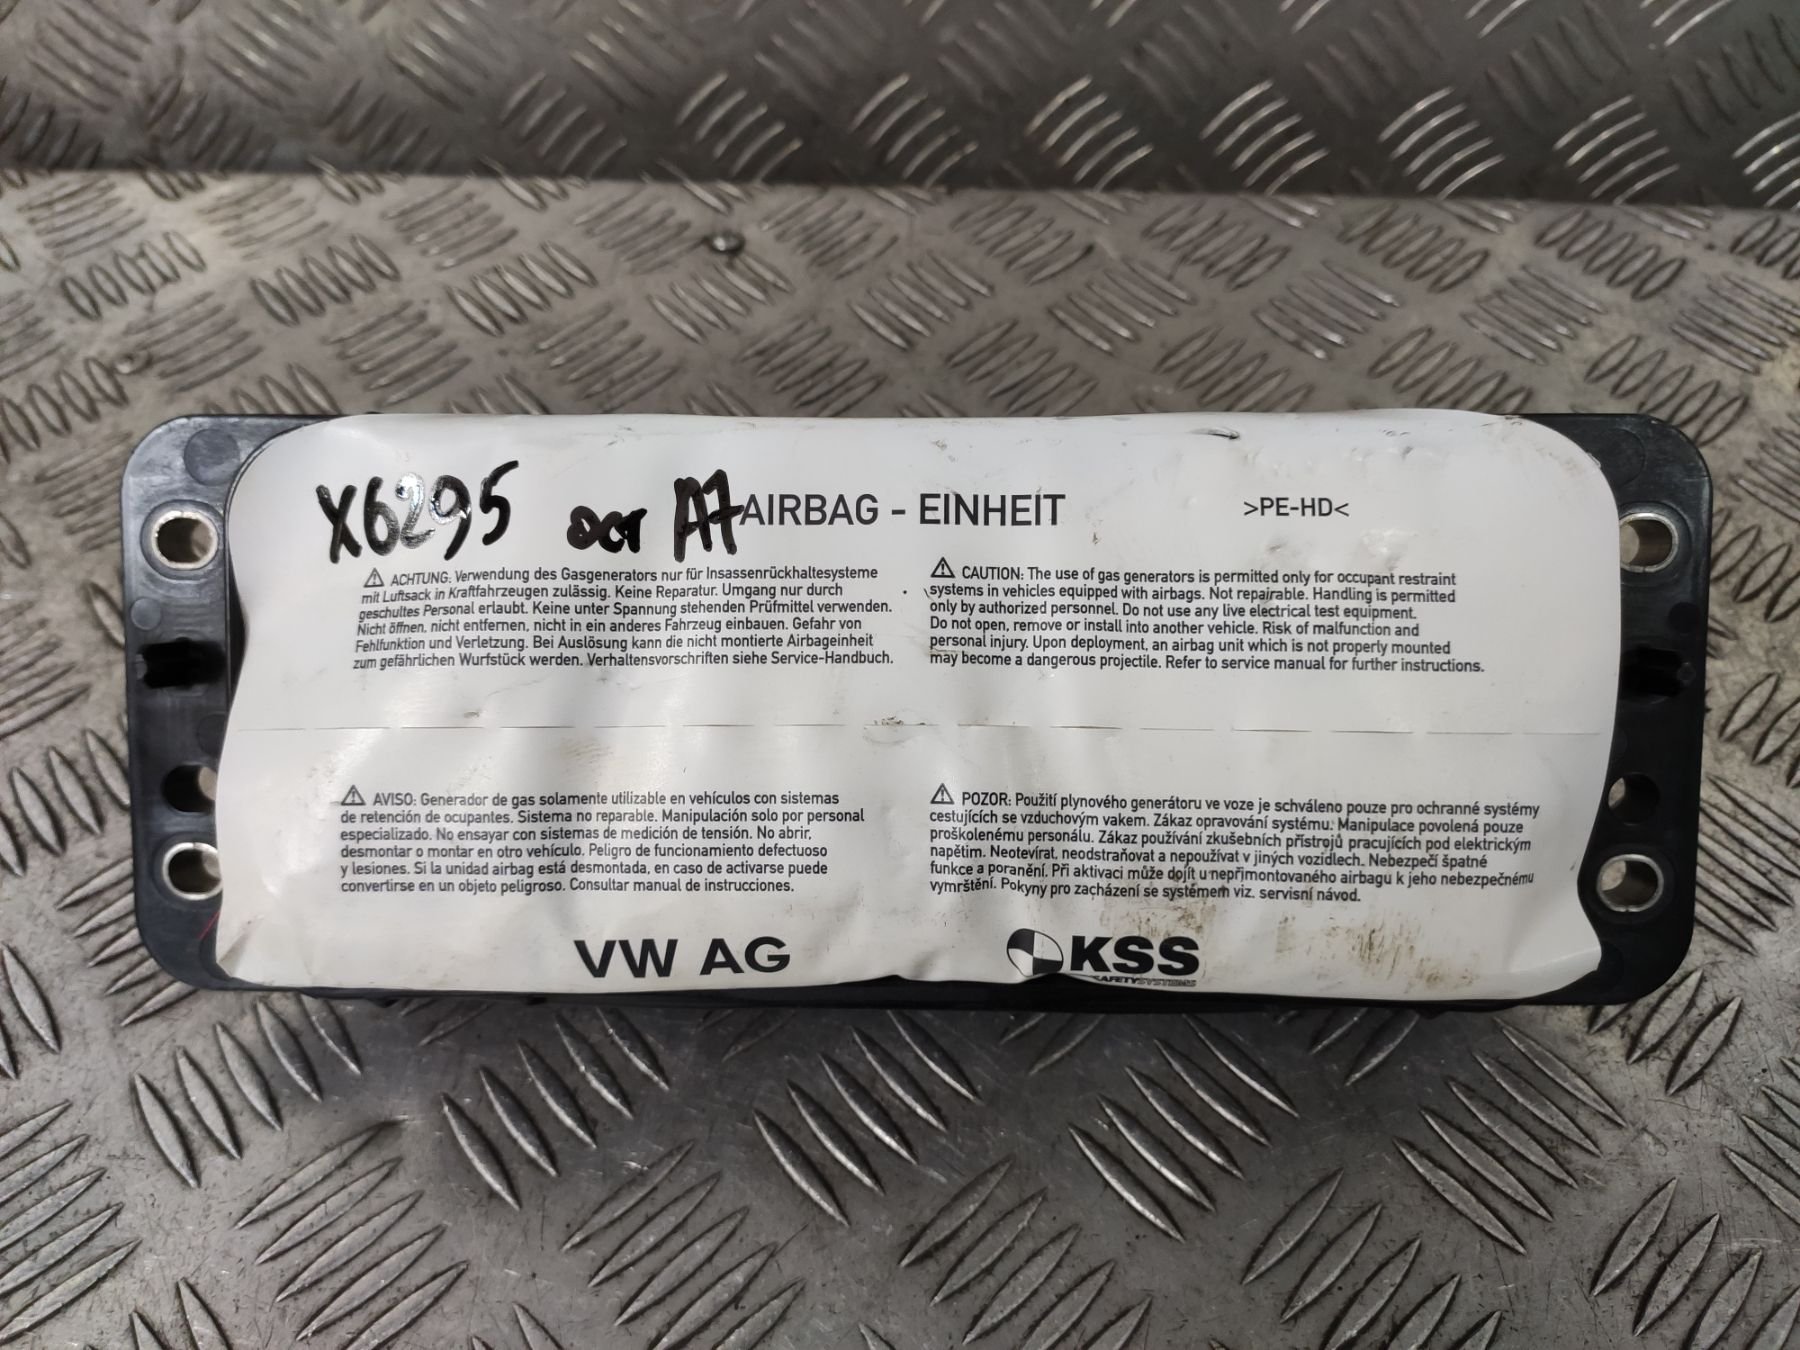 X6295 oct A7
AIRBAG - EINHEIT
>PE-HD<
⚠ ACHTUNG: Verwendung des Gasgenerators nur für Insassenrückhaltesysteme
mit Luftsack in Kraftfahrzeugen zulässig. Keine Reparatur. Umgang nur durch
geschultes Personal erlaubt. Keine unter Spannung stehenden Prüfmittel verwenden.
Nicht öffnen, nicht entfernen, nicht in ein anderes Fahrzeug einbauen. Gefahr von
Fehlfunktion und Verletzung. Bei Auslösung kann die nicht montierte Airbageinheit
zum gefährlichen Wurfstück werden. Verhaltensvorschriften siehe Service-Handbuch.
⚠ CAUTION: The use of gas generators is permitted only for occupant restraint
systems in vehicles equipped with airbags. Not repairable. Handling is permitted
only by authorized personnel. Do not use any live electrical test equipment.
Do not open, remove or install into another vehicle. Risk of malfunction and
personal injury. Upon deployment, an airbag unit which is not properly mounted
may become a dangerous projectile. Refer to service manual for further instructions.
⚠ AVISO: Generador de gas solamente utilizable en vehículos con sistemas
de retención de ocupantes. Sistema no reparable. Manipulación solo por personal
especializado. No ensayar con sistemas de medición de tensión. No abrir,
desmontar o montar en otro vehículo. Peligro de funcionamiento defectuoso
y lesiones. Si la unidad airbag está desmontada, en caso de activarse puede
convertirse en un objeto peligroso. Consultar manual de instrucciones.
⚠ POZOR: Použití plynového generátoru ve voze je schváleno pouze pro ochranné systémy
cestujících se vzduchovým vakem. Zákaz opravování systému. Manipulace povolená pouze
proškolenému personálu. Zákaz používání zkušebních přístrojů pracujících pod elektrickým
napětím. Neotevírat, neodstraňovat a nepoužívat v jiných vozidlech. Nebezpečí špatné
funkce a poranění. Při aktivaci může dojít u nepřjmontovaného airbagu k jeho nebezpečnému
vymrštění. Pokyny pro zacházení se systémem viz. servisní návod.
VW AG
KSS
SAFETY SYSTEMS